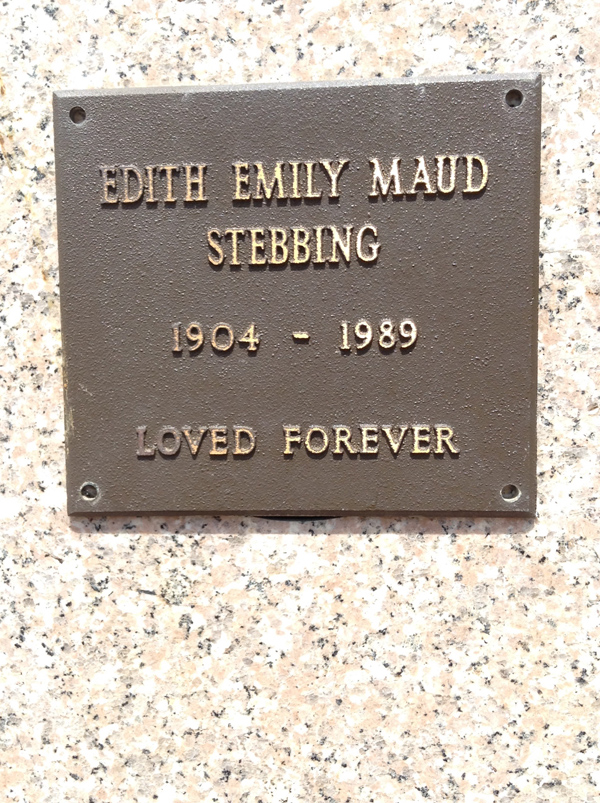 EDITH EMILY MAUD
STEBBING
1904 - 1989
LOVED FOREVER